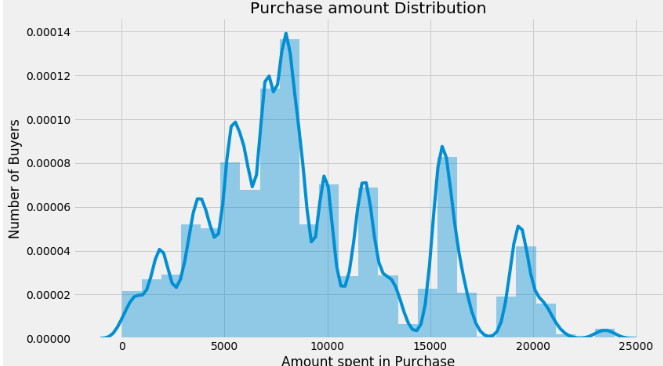 Purchase amount Distribution
0.00014
0.00012
0.00010
0.00008
0.00006
0.00004
0.00002
0.00000
Number of Buyers
0 5000 10000 15000 20000 25000
Amount spent in Purchase